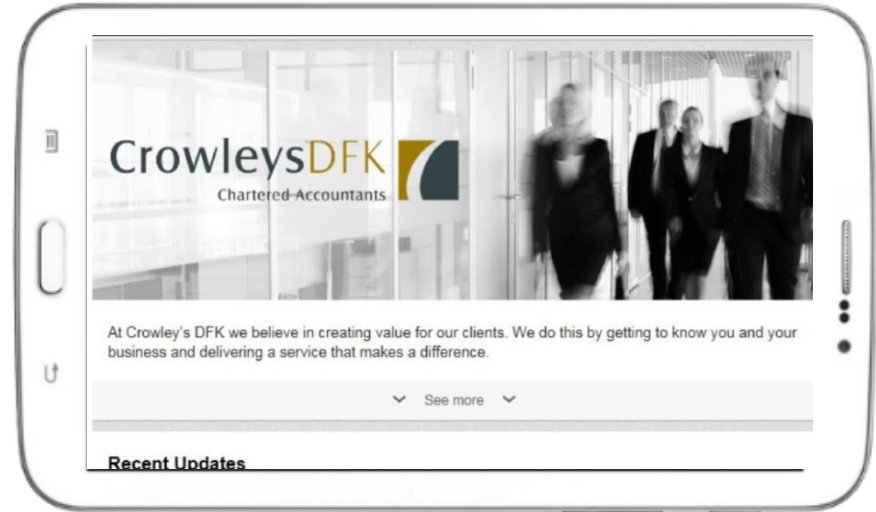 CrowleysDFK
Chartered Accountants
At Crowley's DFK we believe in creating value for our clients. We do this by getting to know you and your
business and delivering a service that makes a difference.
See more
Recent Updates